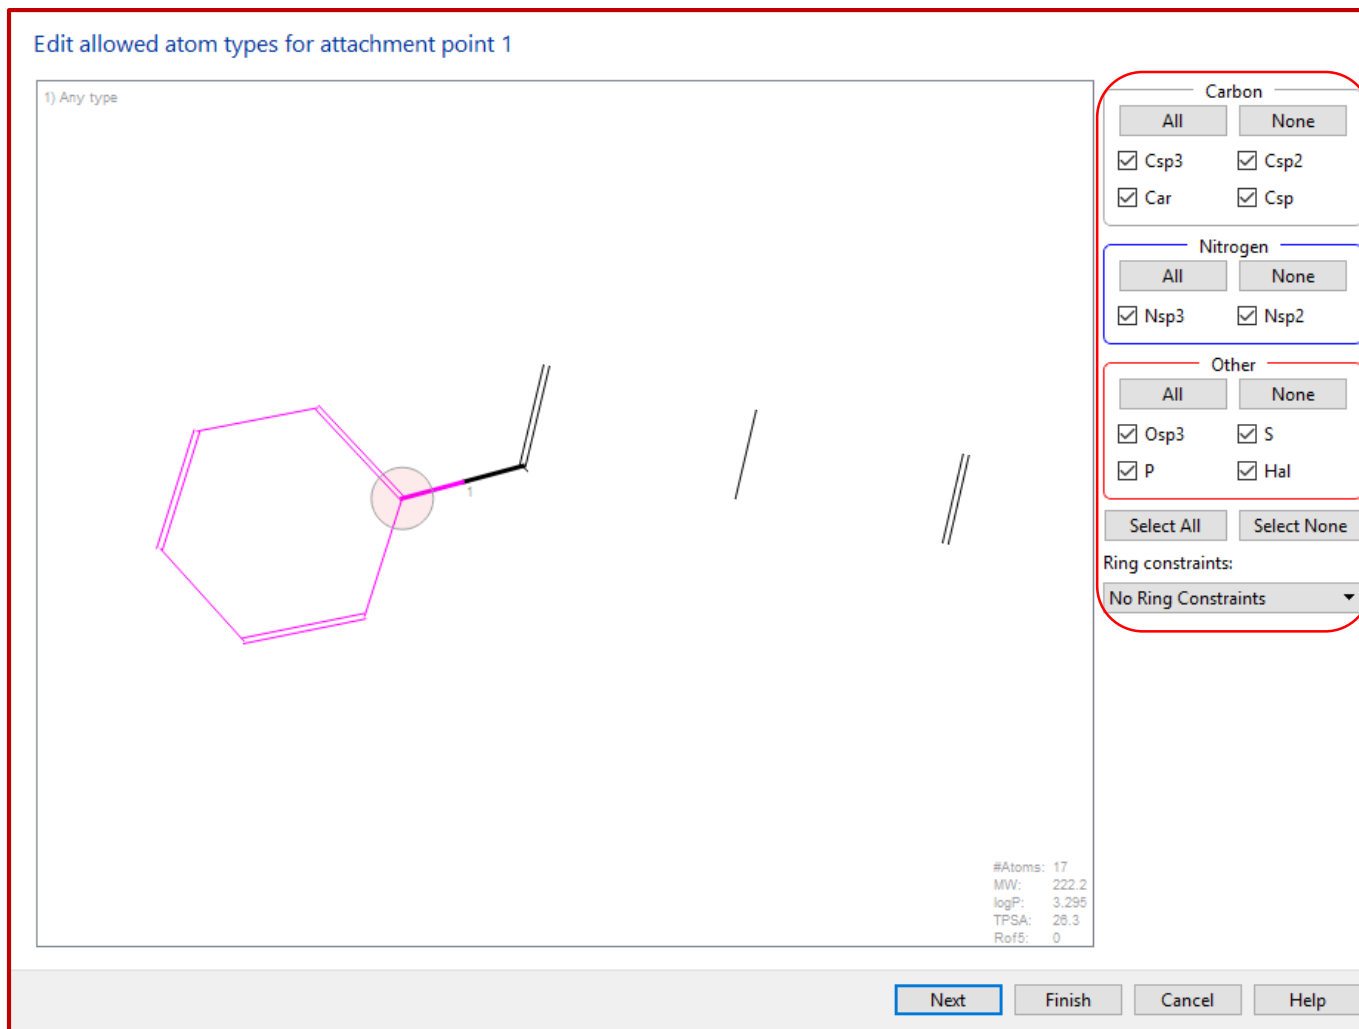 Edit allowed atom types for attachment point 1
1) Any type
1
#Atoms: 17
MW: 222.2
logP: 3.295
TPSA: 26.3
Rof5: 0
Carbon
All None
Csp3 Csp2
Car Csp
Nitrogen
All None
Nsp3 Nsp2
Other
All None
Osp3 S
P Hal
Select All Select None
Ring constraints:
No Ring Constraints
Next Finish Cancel Help